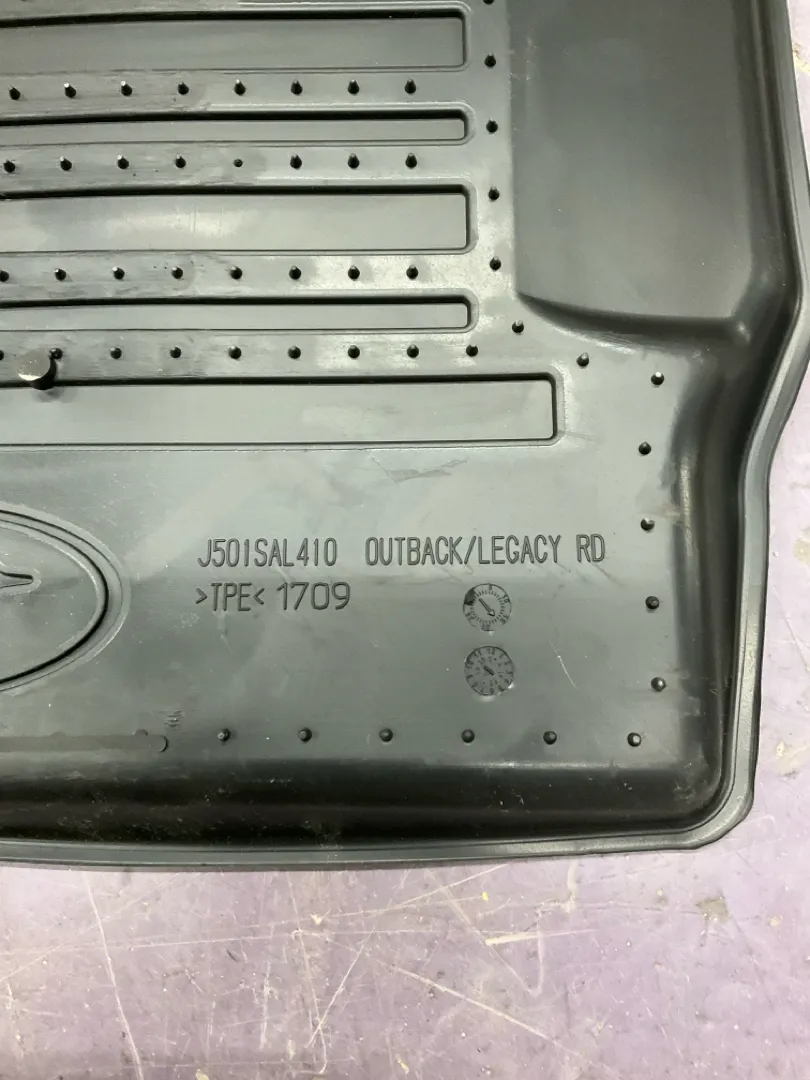 J501SAL410 OUTBACK/LEGACY RD
>TPE< 1709